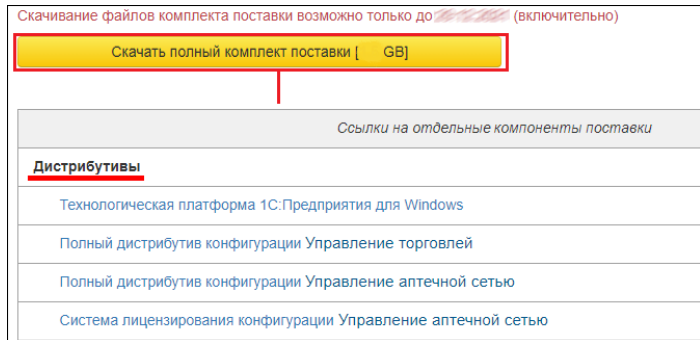 Скачивание файлов комплекта поставки возможно только до (включительно)
Скачать полный комплект поставки [ GB]
Ссылки на отдельные компоненты поставки
Дистрибутивы
Технологическая платформа 1С:Предприятия для Windows
Полный дистрибутив конфигурации Управление торговлей
Полный дистрибутив конфигурации Управление аптечной сетью
Система лицензирования конфигурации Управление аптечной сетью